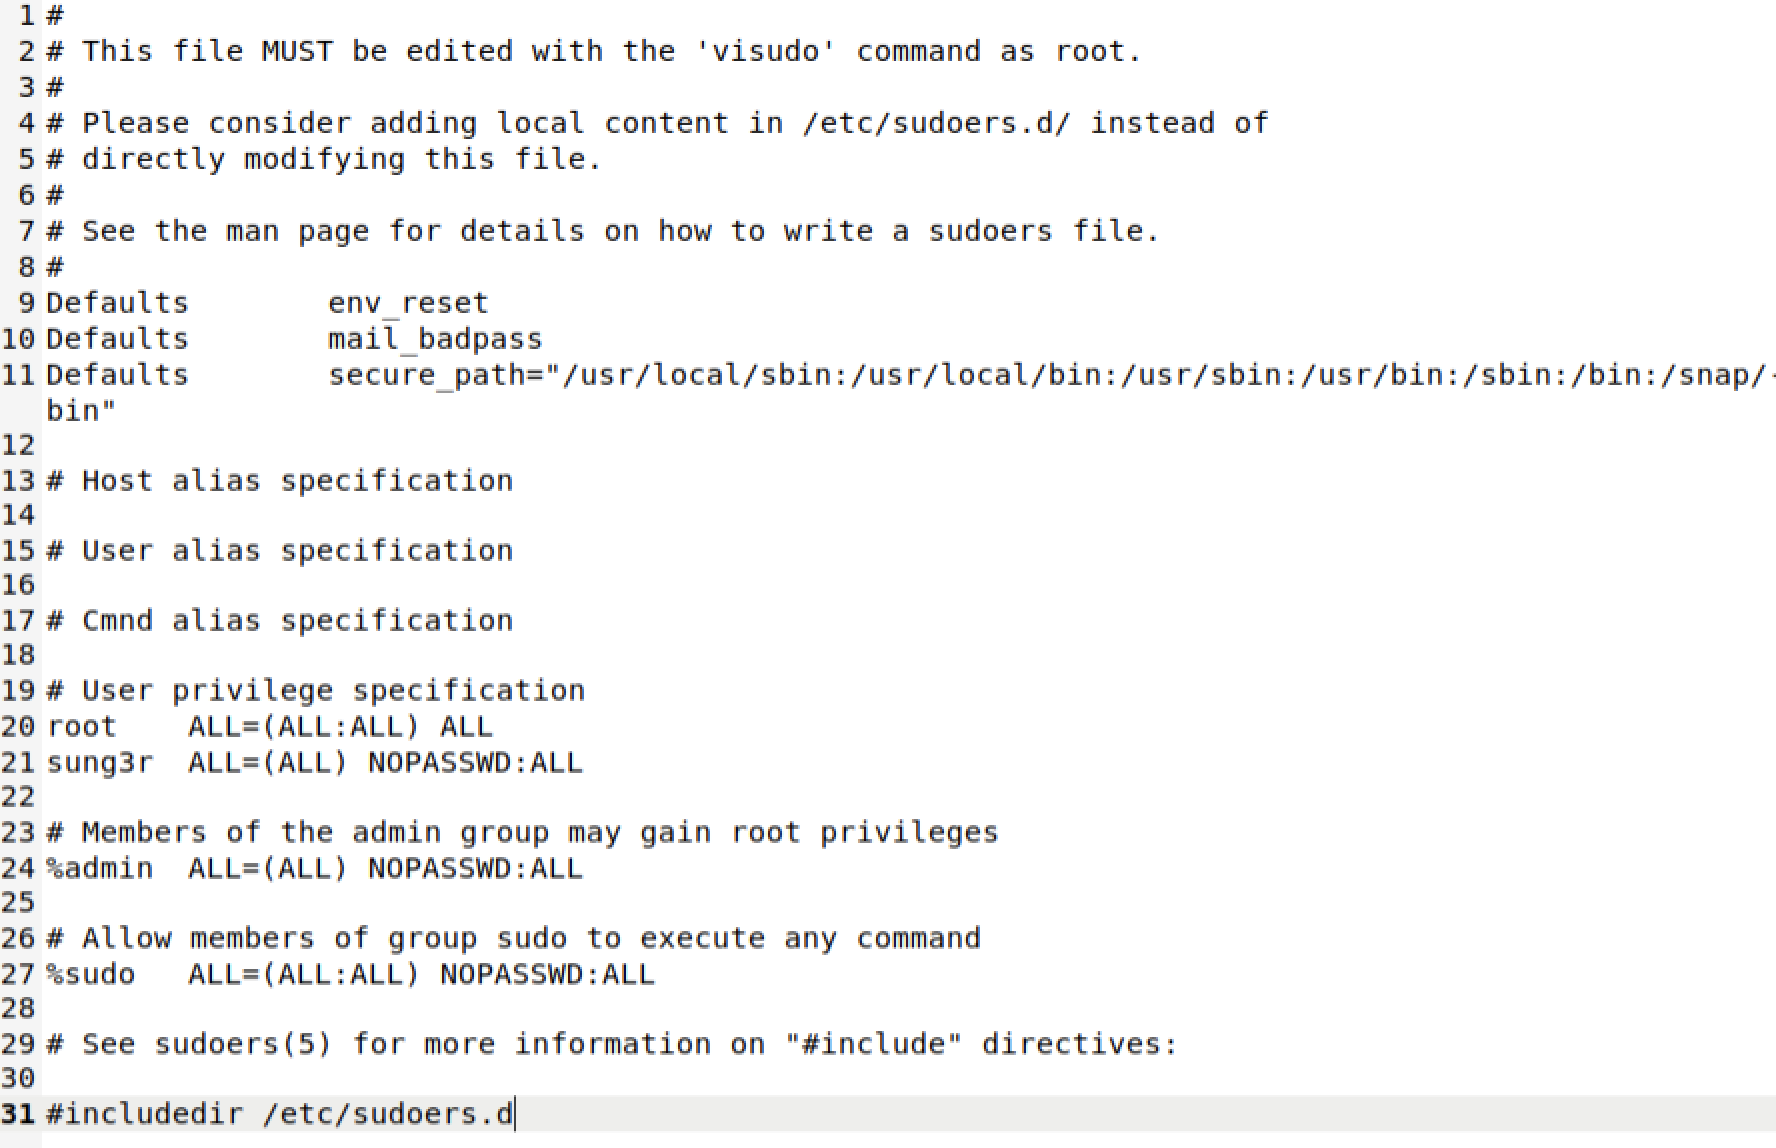 1 #
2 # This file MUST be edited with the 'visudo' command as root.
3 #
4 # Please consider adding local content in /etc/sudoers.d/ instead of
5 # directly modifying this file.
6 #
7 # See the man page for details on how to write a sudoers file.
8 #
9 Defaults        env_reset
10 Defaults        mail_badpass
11 Defaults        secure_path="/usr/local/sbin:/usr/local/bin:/usr/sbin:/usr/bin:/sbin:/bin:/snap/-
bin"
12
13 # Host alias specification
14
15 # User alias specification
16
17 # Cmnd alias specification
18
19 # User privilege specification
20 root    ALL=(ALL:ALL) ALL
21 sung3r  ALL=(ALL) NOPASSWD:ALL
22
23 # Members of the admin group may gain root privileges
24 %admin  ALL=(ALL) NOPASSWD:ALL
25
26 # Allow members of group sudo to execute any command
27 %sudo   ALL=(ALL:ALL) NOPASSWD:ALL
28
29 # See sudoers(5) for more information on "#include" directives:
30
31 #includedir /etc/sudoers.d